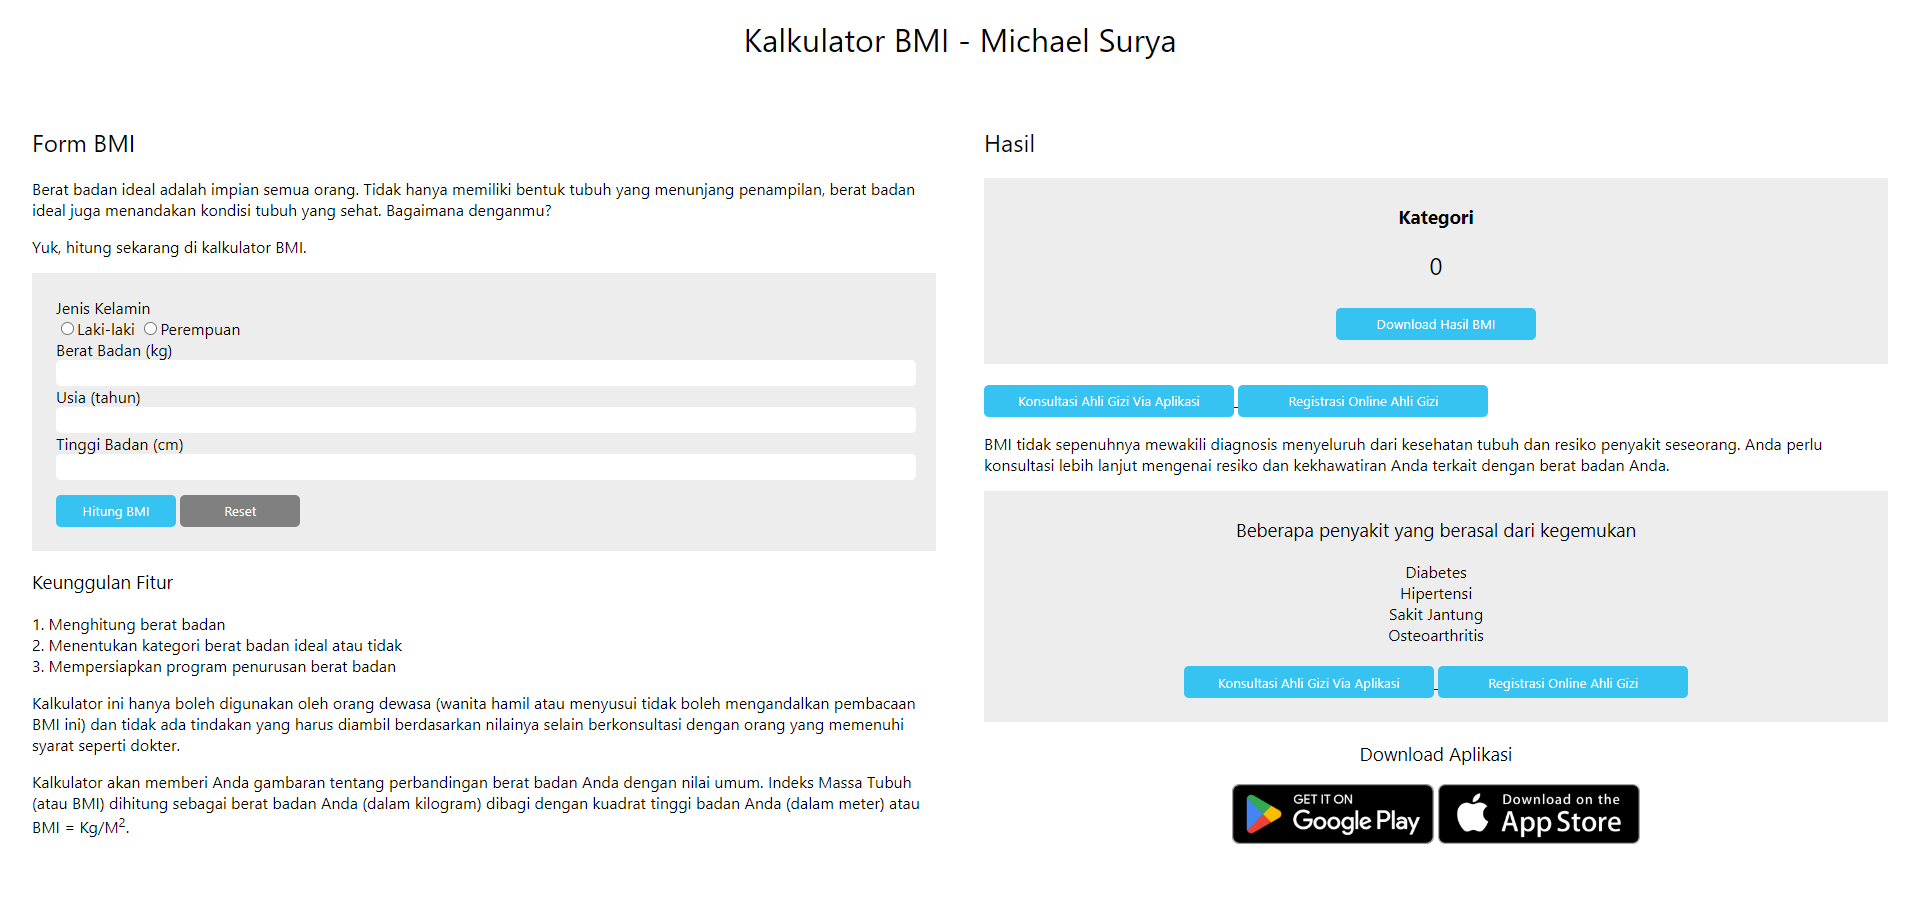 Kalkulator BMI - Michael Surya
Form BMI
Berat badan ideal adalah impian semua orang. Tidak hanya memiliki bentuk tubuh yang menunjang penampilan, berat badan
ideal juga menandakan kondisi tubuh yang sehat. Bagaimana denganmu?
Yuk, hitung sekarang di kalkulator BMI.
Jenis Kelamin
Laki-laki Perempuan
Berat Badan (kg)
Usia (tahun)
Tinggi Badan (cm)
Hitung BMI Reset
Keunggulan Fitur
1. Menghitung berat badan
2. Menentukan kategori berat badan ideal atau tidak
3. Mempersiapkan program penurusan berat badan
Kalkulator ini hanya boleh digunakan oleh orang dewasa (wanita hamil atau menyusui tidak boleh mengandalkan pembacaan
BMI ini) dan tidak ada tindakan yang harus diambil berdasarkan nilainya selain berkonsultasi dengan orang yang memenuhi
syarat seperti dokter.
Kalkulator akan memberi Anda gambaran tentang perbandingan berat badan Anda dengan nilai umum. Indeks Massa Tubuh
(atau BMI) dihitung sebagai berat badan Anda (dalam kilogram) dibagi dengan kuadrat tinggi badan Anda (dalam meter) atau
BMI = Kg/M².
Hasil
Kategori
0
Download Hasil BMI
Konsultasi Ahli Gizi Via Aplikasi Registrasi Online Ahli Gizi
BMI tidak sepenuhnya mewakili diagnosis menyeluruh dari kesehatan tubuh dan resiko penyakit seseorang. Anda perlu
konsultasi lebih lanjut mengenai resiko dan kekhawatiran Anda terkait dengan berat badan Anda.
Beberapa penyakit yang berasal dari kegemukan
Diabetes
Hipertensi
Sakit Jantung
Osteoarthritis
Konsultasi Ahli Gizi Via Aplikasi Registrasi Online Ahli Gizi
Download Aplikasi
GET IT ON
Google Play
Download on the
App Store